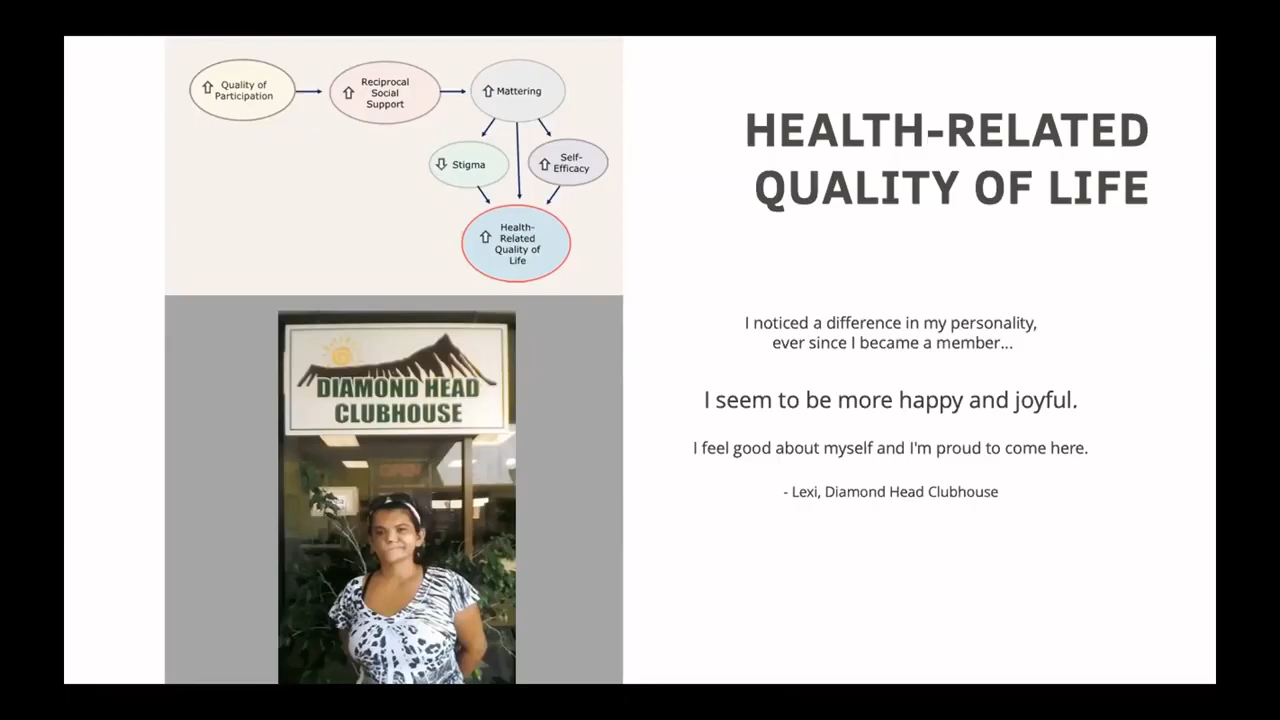 Quality of
Participation
Reciprocal
Social
Support
Mattering
Stigma
Self-
Efficacy
Health-
Related
Quality of
Life
HEALTH-RELATED
QUALITY OF LIFE
I noticed a difference in my personality,
ever since I became a member...
I seem to be more happy and joyful.
I feel good about myself and I'm proud to come here.
- Lexi, Diamond Head Clubhouse
DIAMOND HEAD
CLUBHOUSE